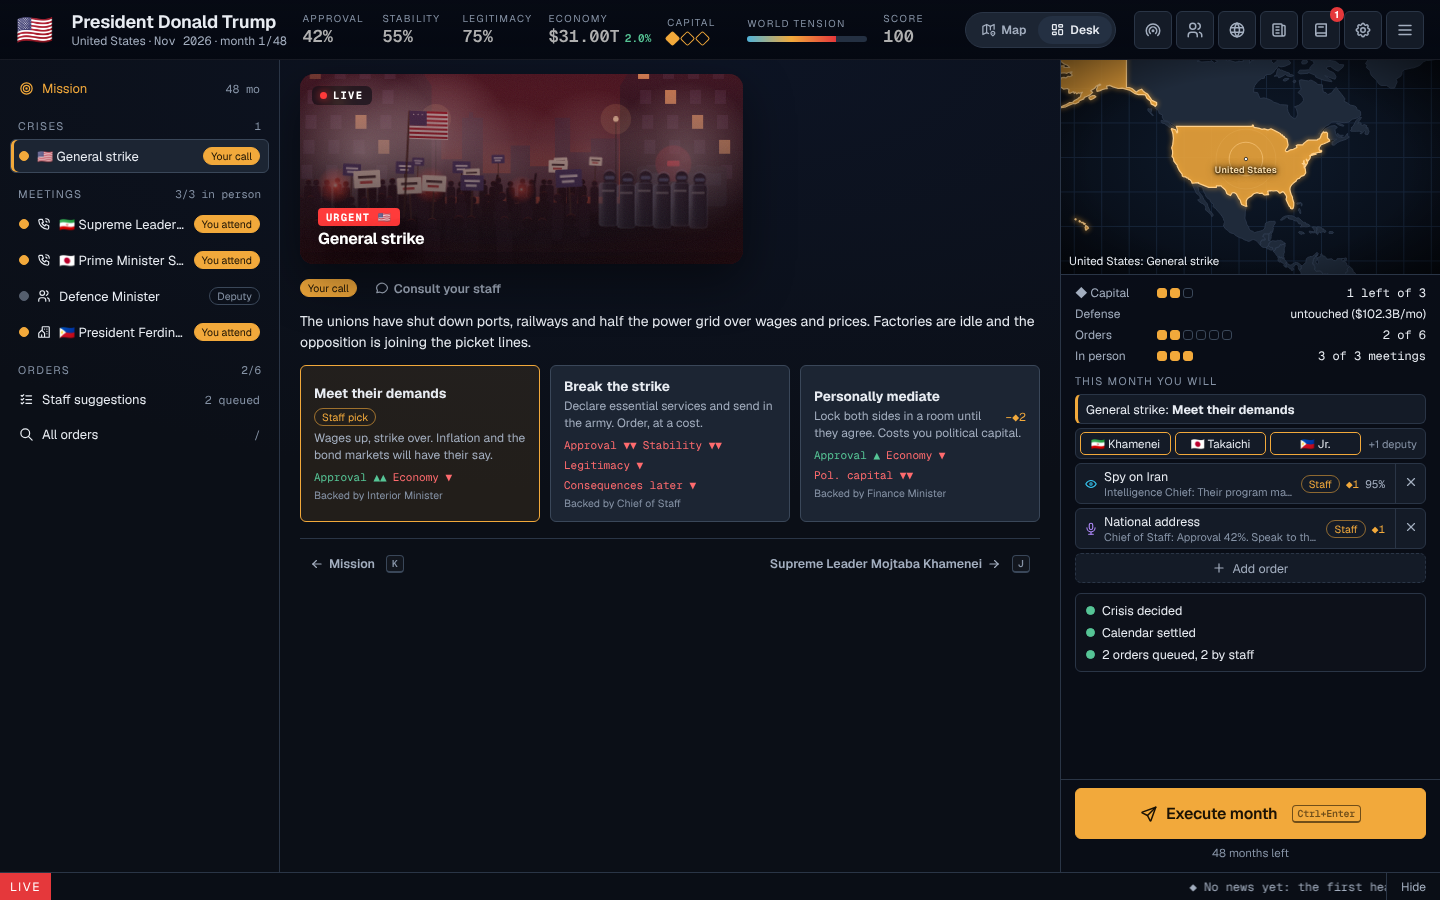 President Donald Trump
United States · Nov 2026 · month 1/48
APPROVAL
42%
STABILITY
55%
LEGITIMACY
75%
ECONOMY
$31.00T 2.0%
CAPITAL
WORLD TENSION
SCORE
100
Map
Desk
1
Mission
48 mo
CRISES
1
General strike
Your call
MEETINGS
3/3 in person
Supreme Leader…
You attend
Prime Minister S…
You attend
Defence Minister
Deputy
President Ferdin…
You attend
ORDERS
2/6
Staff suggestions
2 queued
All orders
/
LIVE
URGENT
General strike
Your call
Consult your staff
The unions have shut down ports, railways and half the power grid over wages and prices. Factories are idle and the
opposition is joining the picket lines.
Meet their demands
Staff pick
Wages up, strike over. Inflation and the
bond markets will have their say.
Approval ▲▲ Economy ▼
Backed by Interior Minister
Break the strike
Declare essential services and send in
the army. Order, at a cost.
Approval ▼▼ Stability ▼▼
Legitimacy ▼
Consequences later ▼
Backed by Chief of Staff
Personally mediate
Lock both sides in a room until
they agree. Costs you political capital.
−◆2
Approval ▲ Economy ▼
Pol. capital ▼▼
Backed by Finance Minister
← Mission K
Supreme Leader Mojtaba Khamenei → J
United States
United States: General strike
◆ Capital
1 left of 3
Defense
untouched ($102.3B/mo)
Orders
2 of 6
In person
3 of 3 meetings
THIS MONTH YOU WILL
General strike: Meet their demands
Khamenei
Takaichi
Jr.
+1 deputy
Spy on Iran
Intelligence Chief: Their program ma…
Staff
◆1 95%
National address
Chief of Staff: Approval 42%. Speak to th…
Staff
◆1
+ Add order
Crisis decided
Calendar settled
2 orders queued, 2 by staff
Execute month Ctrl+Enter
48 months left
LIVE
◆ No news yet: the first hea
Hide